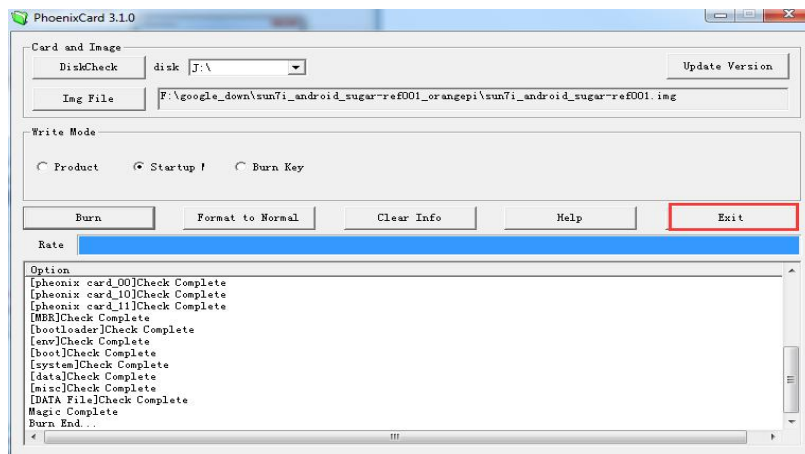 PhoenixCard 3.1.0
Card and Image
DiskCheck disk J:\ Update Version
Img File F:\google_down\sun7i_android_sugar-ref001_orangepi\sun7i_android_sugar-ref001.img
Write Mode
Product Startup ! Burn Key
Burn Format to Normal Clear Info Help Exit
Rate
Option
[pheonix card_00]Check Complete
[pheonix card_10]Check Complete
[pheonix card_11]Check Complete
[MBR]Check Complete
[bootloader]Check Complete
[env]Check Complete
[boot]Check Complete
[system]Check Complete
[data]Check Complete
[misc]Check Complete
[DATA File]Check Complete
Magic Complete
Burn End...